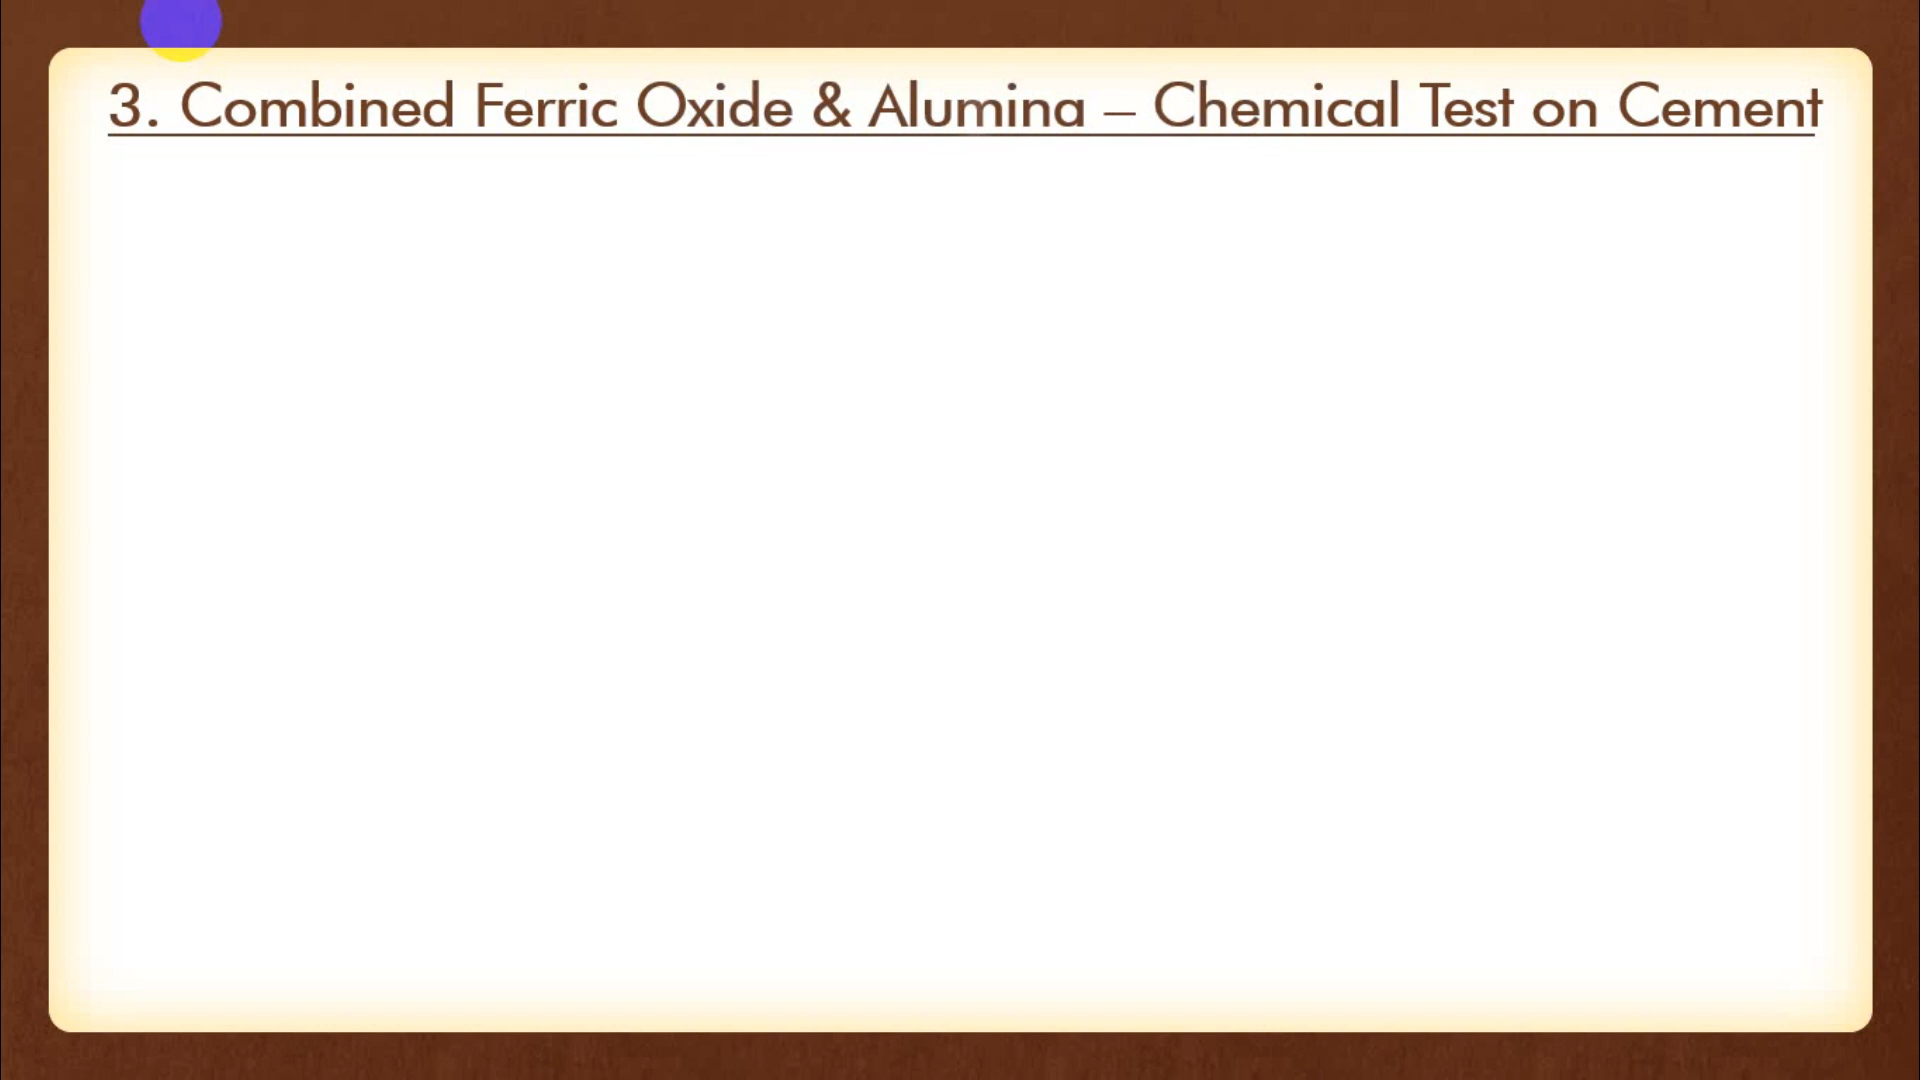 3. Combined Ferric Oxide & Alumina – Chemical Test on Cement